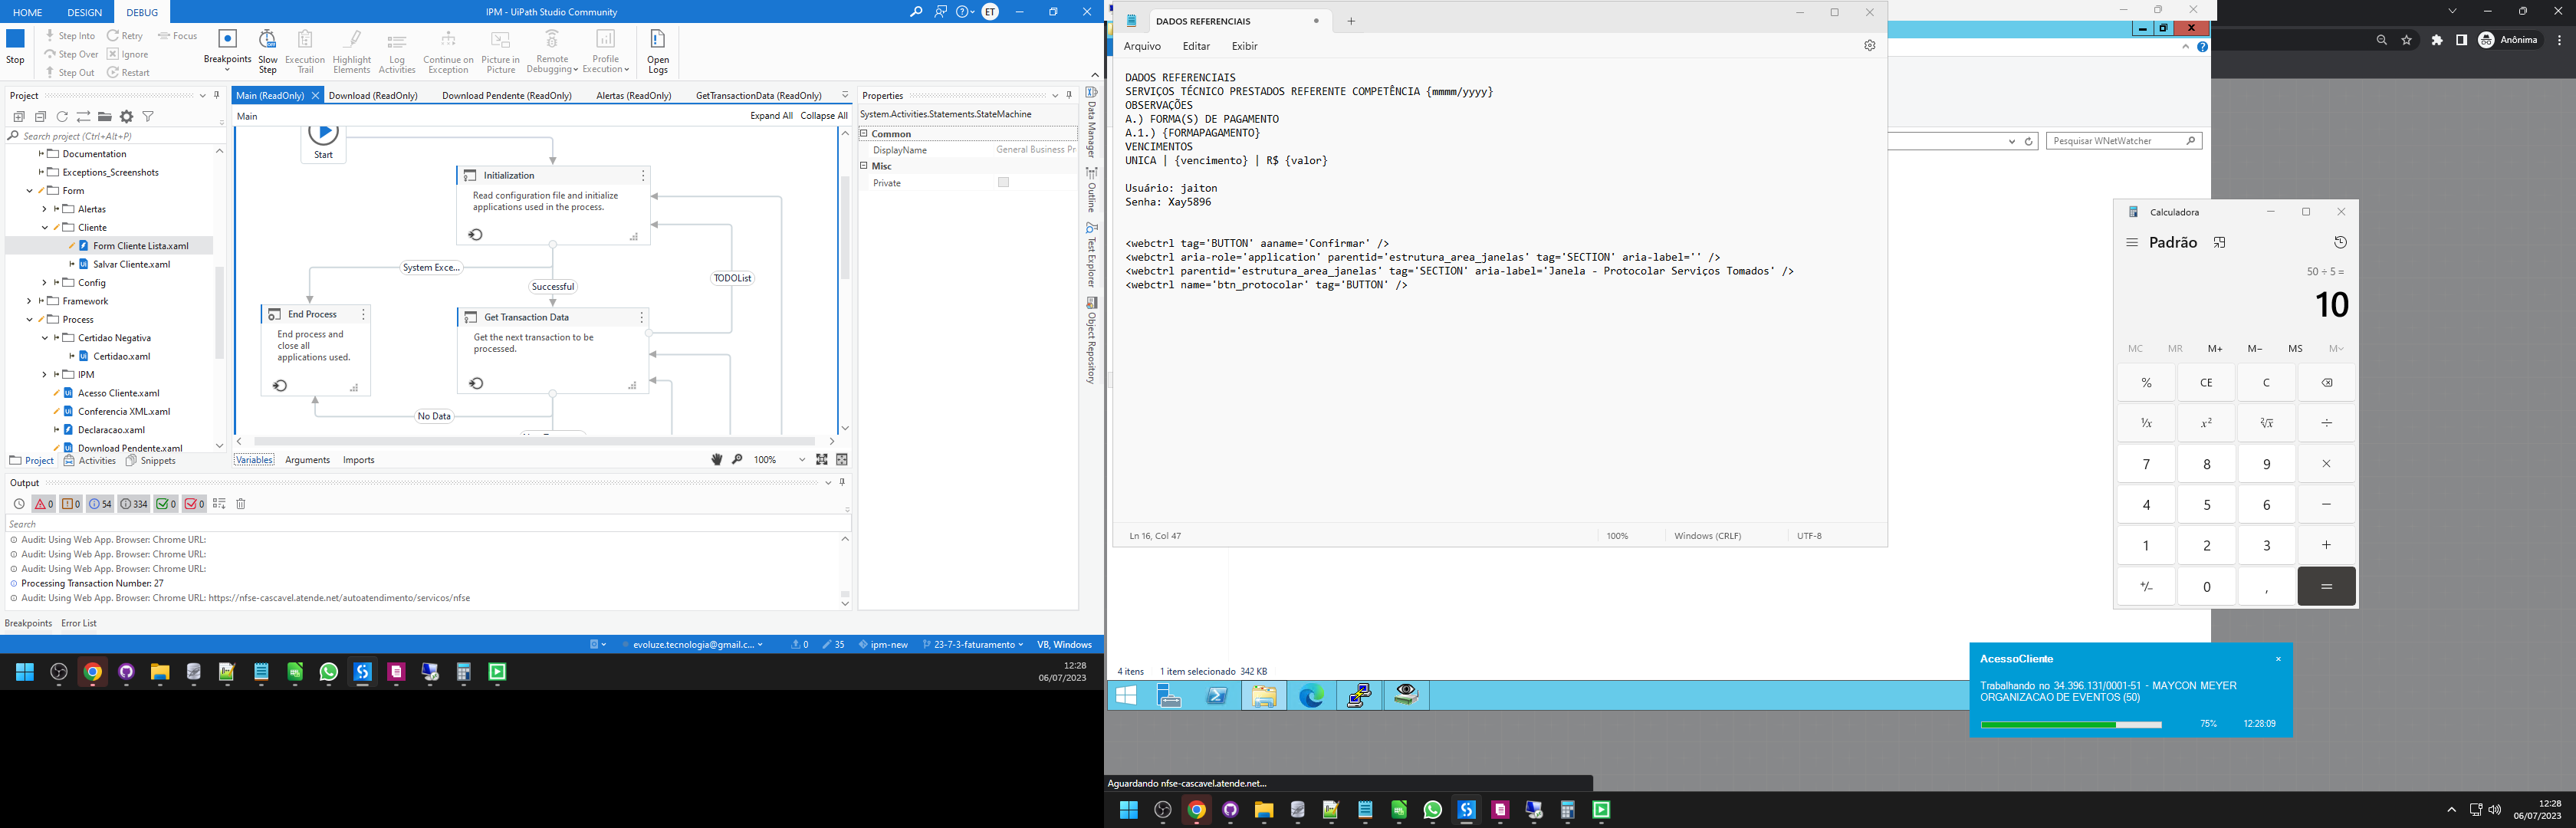 HOME DESIGN DEBUG
IPM - UiPath Studio Community
ET
Stop
Step Into
Step Over
Step Out
Retry
Ignore
Restart
Focus
Breakpoints
Slow Step
Execution Trail
Highlight Elements
Log Activities
Continue on Exception
Picture in Picture
Remote Debugging
Profile Execution
Open Logs
Project
Search project (Ctrl+Alt+P)
Documentation
Exceptions_Screenshots
Form
Alertas
Cliente
Form Cliente Lista.xaml
Salvar Cliente.xaml
Config
Framework
Process
Certidao Negativa
Certidao.xaml
IPM
Acesso Cliente.xaml
Conferencia XML.xaml
Declaracao.xaml
Download Pendente.xaml
Project Activities Snippets
Main (ReadOnly)
Download (ReadOnly)
Download Pendente (ReadOnly)
Alertas (ReadOnly)
GetTransactionData (ReadOnly)
Main
Expand All Collapse All
Start
Initialization
Read configuration file and initialize
applications used in the process.
System Exce...
Successful
TODOList
End Process
End process and
close all
applications used.
Get Transaction Data
Get the next transaction to be
processed.
No Data
Variables Arguments Imports
100%
Properties
System.Activities.Statements.StateMachine
Common
DisplayName General Business Pr
Misc
Private
Data Manager
Outline
Test Explorer
Object Repository
Output
0 0 54 334 0 0
Search
Audit: Using Web App. Browser: Chrome URL:
Audit: Using Web App. Browser: Chrome URL:
Audit: Using Web App. Browser: Chrome URL:
Processing Transaction Number: 27
Audit: Using Web App. Browser: Chrome URL: https://nfse-cascavel.atende.net/autoatendimento/servicos/nfse
Breakpoints Error List
evoluze.tecnologia@gmail.c...
0
35
ipm-new
23-7-3-faturamento
VB, Windows
12:28
06/07/2023
DADOS REFERENCIAIS
Arquivo Editar Exibir
DADOS REFERENCIAIS
SERVIÇOS TÉCNICO PRESTADOS REFERENTE COMPETÊNCIA {mmmm/yyyy}
OBSERVAÇÕES
A.) FORMA(S) DE PAGAMENTO
A.1.) {FORMAPAGAMENTO}
VENCIMENTOS
UNICA | {vencimento} | R$ {valor}
Usuário: jaiton
Senha: Xay5896
<webctrl tag='BUTTON' aaname='Confirmar' />
<webctrl aria-role='application' parentid='estrutura_area_janelas' tag='SECTION' aria-label='' />
<webctrl parentid='estrutura_area_janelas' tag='SECTION' aria-label='Janela - Protocolar Serviços Tomados' />
<webctrl name='btn_protocolar' tag='BUTTON' />
Ln 16, Col 47
100%
Windows (CRLF)
UTF-8
Pesquisar WNetWatcher
Anônima
4 itens 1 item selecionado 342 KB
Calculadora
Padrão
50 ÷ 5 =
10
MC MR M+ M− MS M
% CE C
7 8 9 ×
4 5 6 −
1 2 3 +
+/− 0 , =
AcessoCliente
Trabalhando no 34.396.131/0001-51 - MAYCON MEYER
ORGANIZACAO DE EVENTOS (50)
75% 12:28:09
Aguardando nfse-cascavel.atende.net...
12:28
06/07/2023